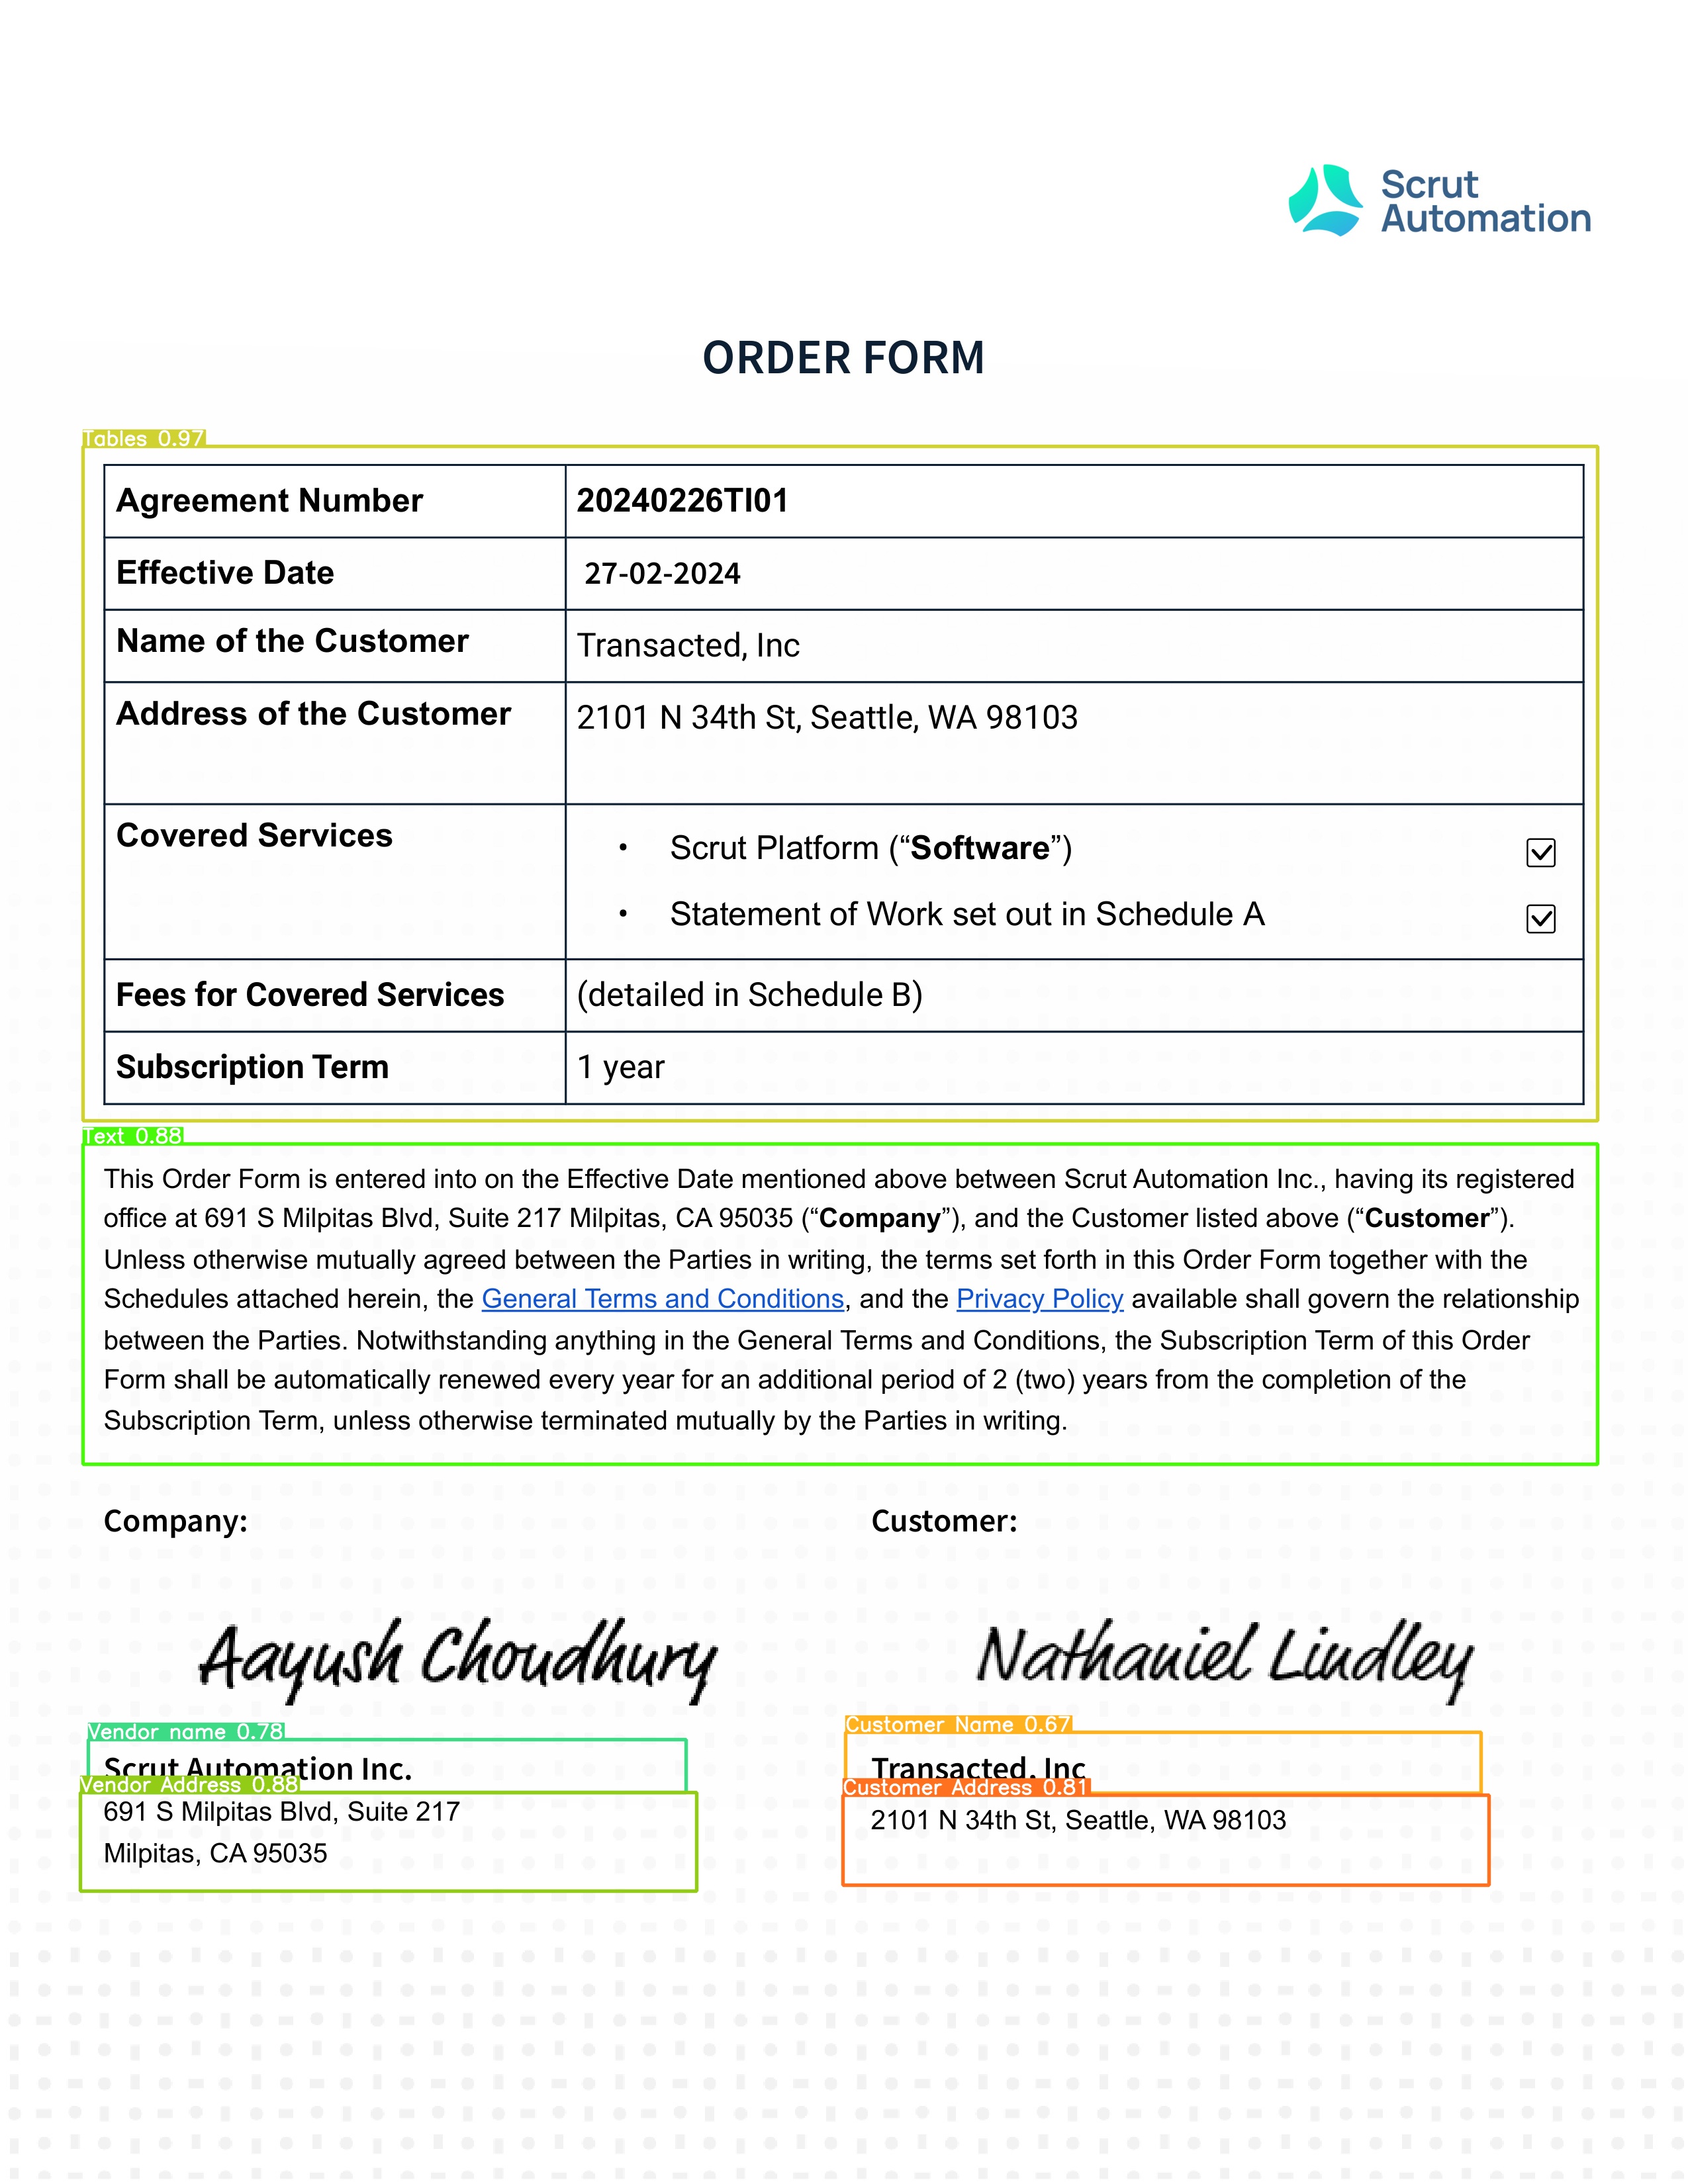 Scrut
Automation
ORDER FORM
Tables 0.97
Agreement Number 20240226TI01
Effective Date 27-02-2024
Name of the Customer Transacted, Inc
Address of the Customer 2101 N 34th St, Seattle, WA 98103
Covered Services • Scrut Platform (“Software”)
• Statement of Work set out in Schedule A
Fees for Covered Services (detailed in Schedule B)
Subscription Term 1 year
Text 0.88
This Order Form is entered into on the Effective Date mentioned above between Scrut Automation Inc., having its registered
office at 691 S Milpitas Blvd, Suite 217 Milpitas, CA 95035 (“Company”), and the Customer listed above (“Customer”).
Unless otherwise mutually agreed between the Parties in writing, the terms set forth in this Order Form together with the
Schedules attached herein, the General Terms and Conditions, and the Privacy Policy available shall govern the relationship
between the Parties. Notwithstanding anything in the General Terms and Conditions, the Subscription Term of this Order
Form shall be automatically renewed every year for an additional period of 2 (two) years from the completion of the
Subscription Term, unless otherwise terminated mutually by the Parties in writing.
Company: Customer:
Aayush Choudhury Nathaniel Lindley
Vendor name 0.78 Customer Name 0.67
Scrut Automation Inc. Transacted, Inc
Vendor Address 0.88 Customer Address 0.81
691 S Milpitas Blvd, Suite 217 2101 N 34th St, Seattle, WA 98103
Milpitas, CA 95035